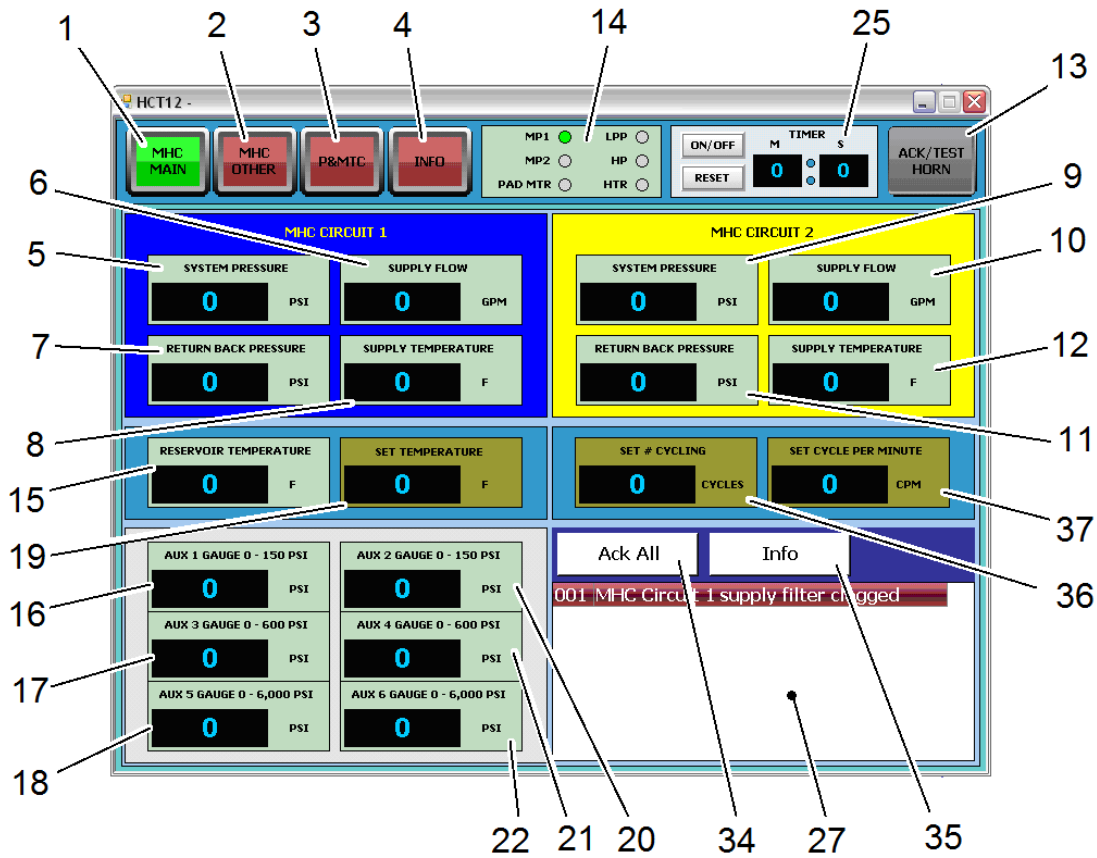 1 2 3 4 14 25 13
HCT12 -
MHC MAIN
MHC OTHER
P&MTC
INFO
MP1 LPP
MP2 HP
PAD MTR HTR
ON/OFF
RESET
TIMER
M S
0 0
ACK/TEST HORN
6 9
5 10
7 12
8 11
MHC CIRCUIT 1
SYSTEM PRESSURE
0 PSI
SUPPLY FLOW
0 GPM
RETURN BACK PRESSURE
0 PSI
SUPPLY TEMPERATURE
0 F
MHC CIRCUIT 2
SYSTEM PRESSURE
0 PSI
SUPPLY FLOW
0 GPM
RETURN BACK PRESSURE
0 PSI
SUPPLY TEMPERATURE
0 F
15
RESERVOIR TEMPERATURE
0 F
19
SET TEMPERATURE
0 F
SET # CYCLING
0 CYCLES
36
SET CYCLE PER MINUTE
0 CPM
37
AUX 1 GAUGE 0 - 150 PSI
0 PSI
AUX 2 GAUGE 0 - 150 PSI
0 PSI
16
AUX 3 GAUGE 0 - 600 PSI
0 PSI
AUX 4 GAUGE 0 - 600 PSI
0 PSI
17
AUX 5 GAUGE 0 - 6,000 PSI
0 PSI
AUX 6 GAUGE 0 - 6,000 PSI
0 PSI
18
Ack All
Info
001 MHC Circuit 1 supply filter clogged
22 21 20 34 27 35